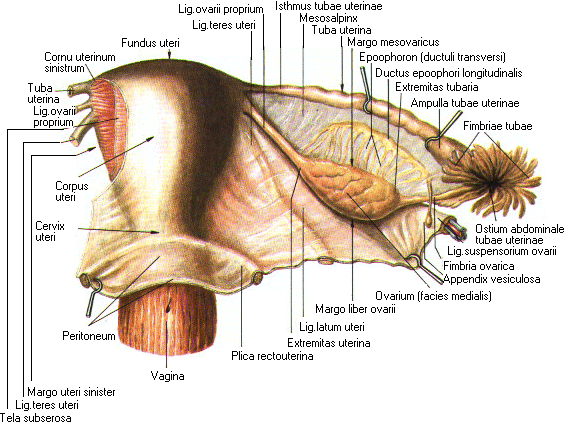 Lig.ovarii proprium
Lig.teres uteri
Isthmus tubae uterinae
Mesosalpinx
Tuba uterina
Margo mesovaricus
Epoophoron (ductuli transversi)
Ductus epoophori longitudinalis
Extremitas tubaria
Ampulla tubae uterinae
Fimbriae tubae
Fundus uteri
Cornu uterinum
sinistrum
Tuba
uterina
Lig.ovarii
proprium
Corpus
uteri
Cervix
uteri
Peritoneum
Vagina
Plica rectouterina
Extremitas uterina
Lig.latum uteri
Margo liber ovarii
Ovarium (facies medialis)
Appendix vesiculosa
Fimbria ovarica
Lig.suspensorium ovarii
Ostium abdominale
tubae uterinae
Margo uteri sinister
Lig.teres uteri
Tela subserosa